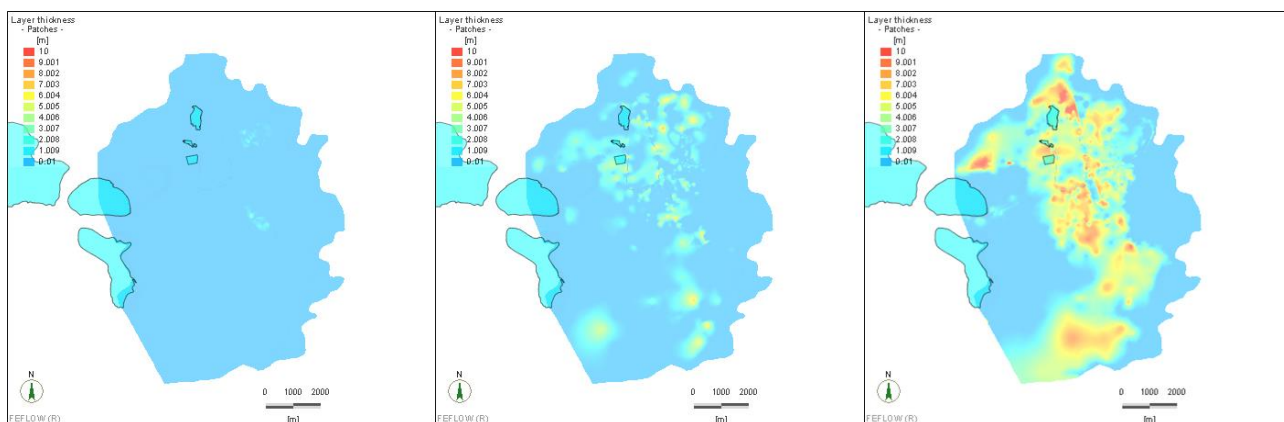 Layer thickness
- Patches -
[m]
10
9.001
8.002
7.003
6.004
5.005
4.006
3.007
2.008
1.009
0.01
N
0 1000 2000
[m]
FEFLOW (R)
Layer thickness
- Patches -
[m]
10
9.001
8.002
7.003
6.004
5.005
4.006
3.007
2.008
1.009
0.01
N
0 1000 2000
[m]
FEFLOW (R)
Layer thickness
- Patches -
[m]
10
9.001
8.002
7.003
6.004
5.005
4.006
3.007
2.008
1.009
0.01
N
0 1000 2000
[m]
FEFLOW (R)